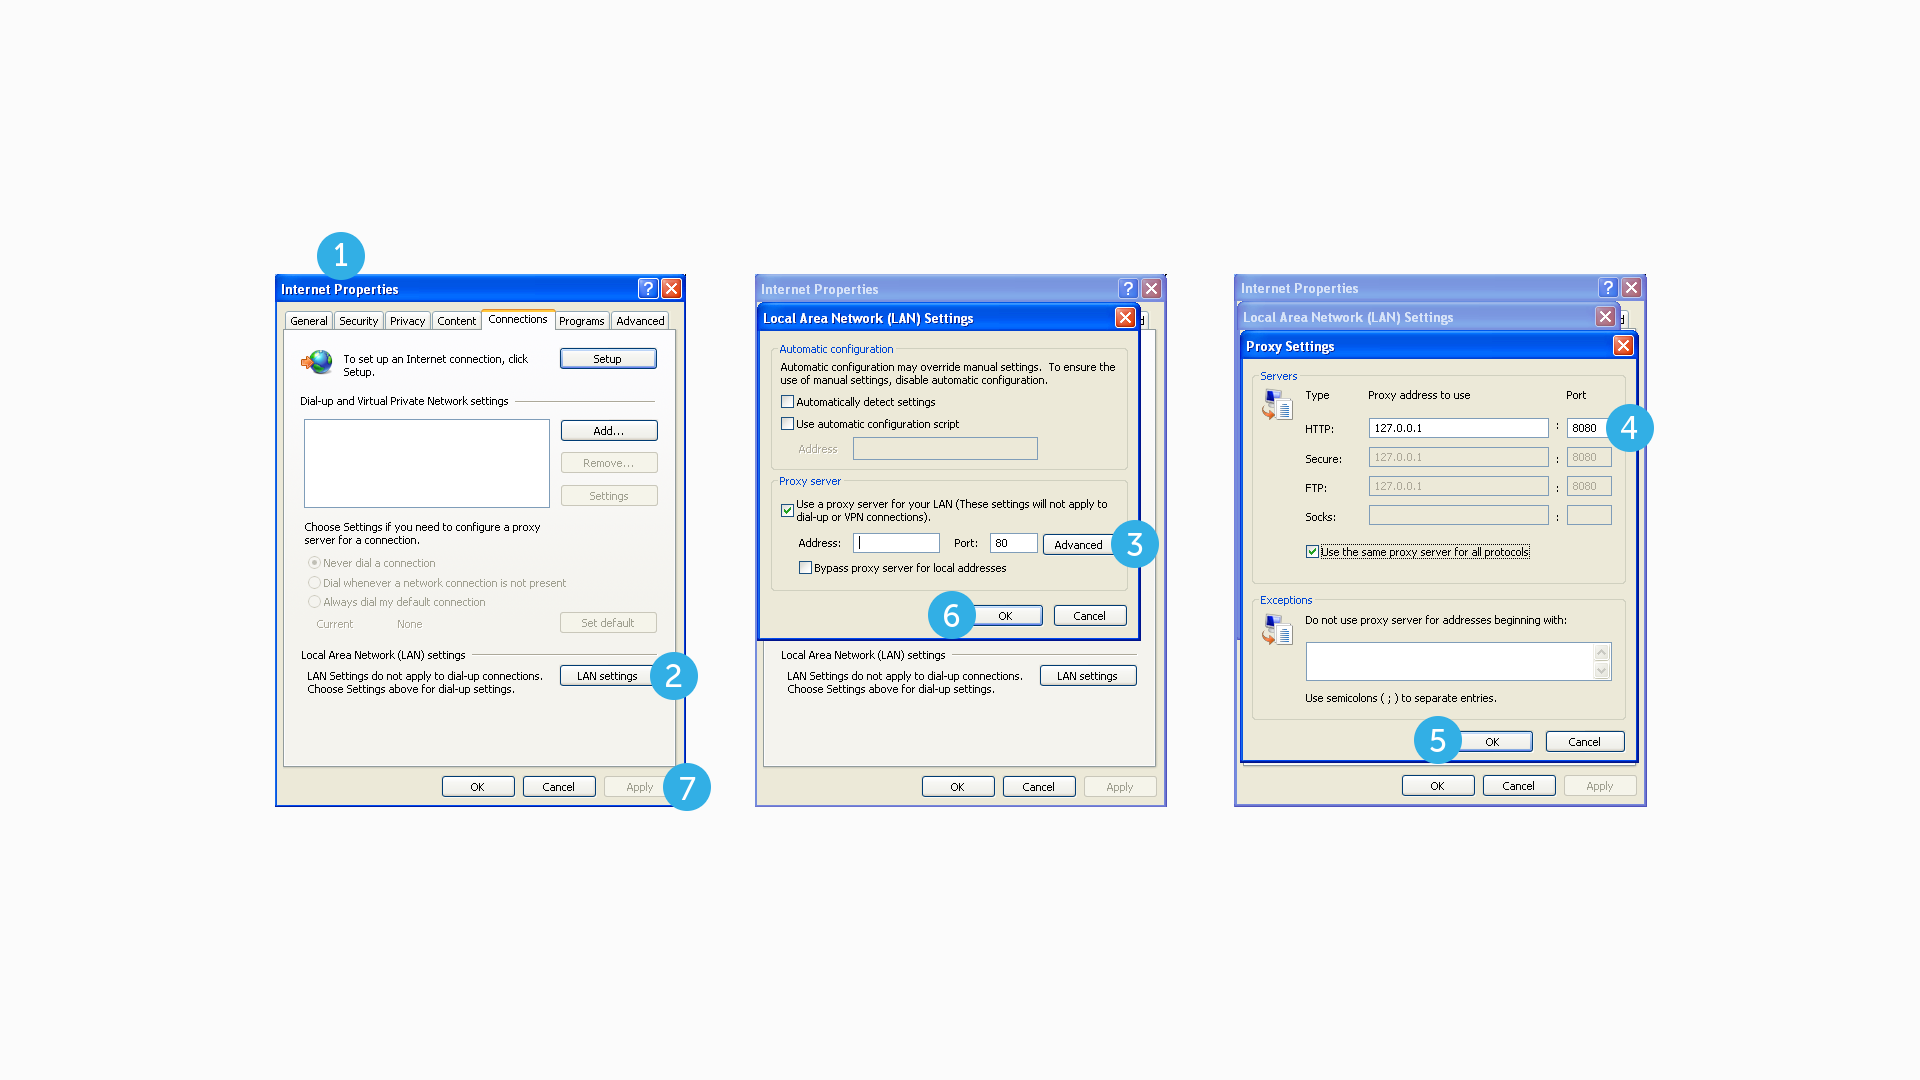 1
Internet Properties
General Security Privacy Content Connections Programs Advanced
To set up an Internet connection, click
Setup.
Setup
Dial-up and Virtual Private Network settings
Add...
Remove...
Settings
Choose Settings if you need to configure a proxy
server for a connection.
Never dial a connection
Dial whenever a network connection is not present
Always dial my default connection
Current None
Set default
Local Area Network (LAN) settings
LAN Settings do not apply to dial-up connections.
Choose Settings above for dial-up settings.
LAN settings
2
OK Cancel Apply
7
Internet Properties
Local Area Network (LAN) Settings
Automatic configuration
Automatic configuration may override manual settings. To ensure the
use of manual settings, disable automatic configuration.
Automatically detect settings
Use automatic configuration script
Address
Proxy server
Use a proxy server for your LAN (These settings will not apply to
dial-up or VPN connections).
Address: Port: 80 Advanced
3
Bypass proxy server for local addresses
6
OK Cancel
Local Area Network (LAN) settings
LAN Settings do not apply to dial-up connections.
Choose Settings above for dial-up settings.
LAN settings
OK Cancel Apply
Internet Properties
Local Area Network (LAN) Settings
Proxy Settings
Servers
Type Proxy address to use Port
HTTP: 127.0.0.1 : 8080
4
Secure: 127.0.0.1 : 8080
FTP: 127.0.0.1 : 8080
Socks: :
Use the same proxy server for all protocols
Exceptions
Do not use proxy server for addresses beginning with:
Use semicolons ( ; ) to separate entries.
5
OK Cancel
OK Cancel Apply